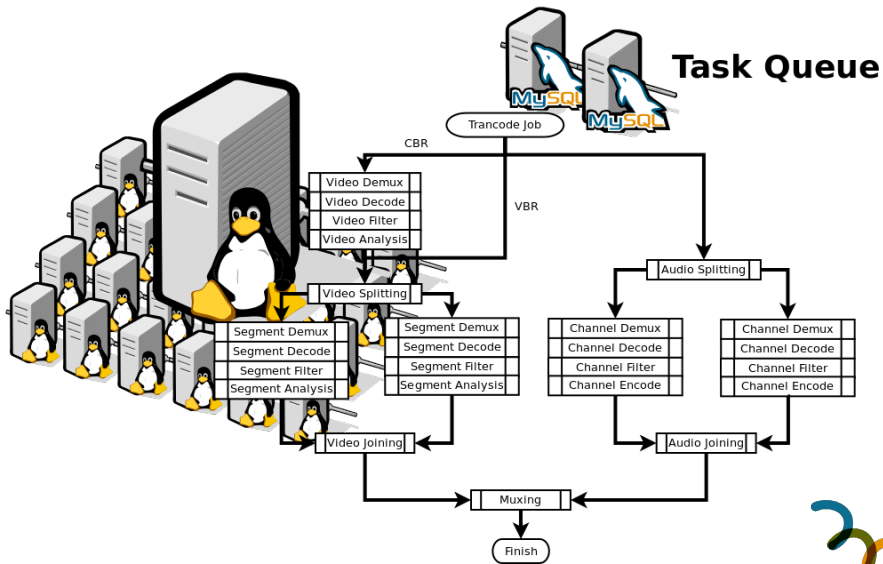 Task Queue
MySQL
MySQL
Trancode Job
CBR
VBR
Video Demux
Video Decode
Video Filter
Video Analysis
Video Splitting
Segment Demux
Segment Decode
Segment Filter
Segment Analysis
Segment Demux
Segment Decode
Segment Filter
Segment Analysis
Video Joining
Audio Splitting
Channel Demux
Channel Decode
Channel Filter
Channel Encode
Channel Demux
Channel Decode
Channel Filter
Channel Encode
Audio Joining
Muxing
Finish